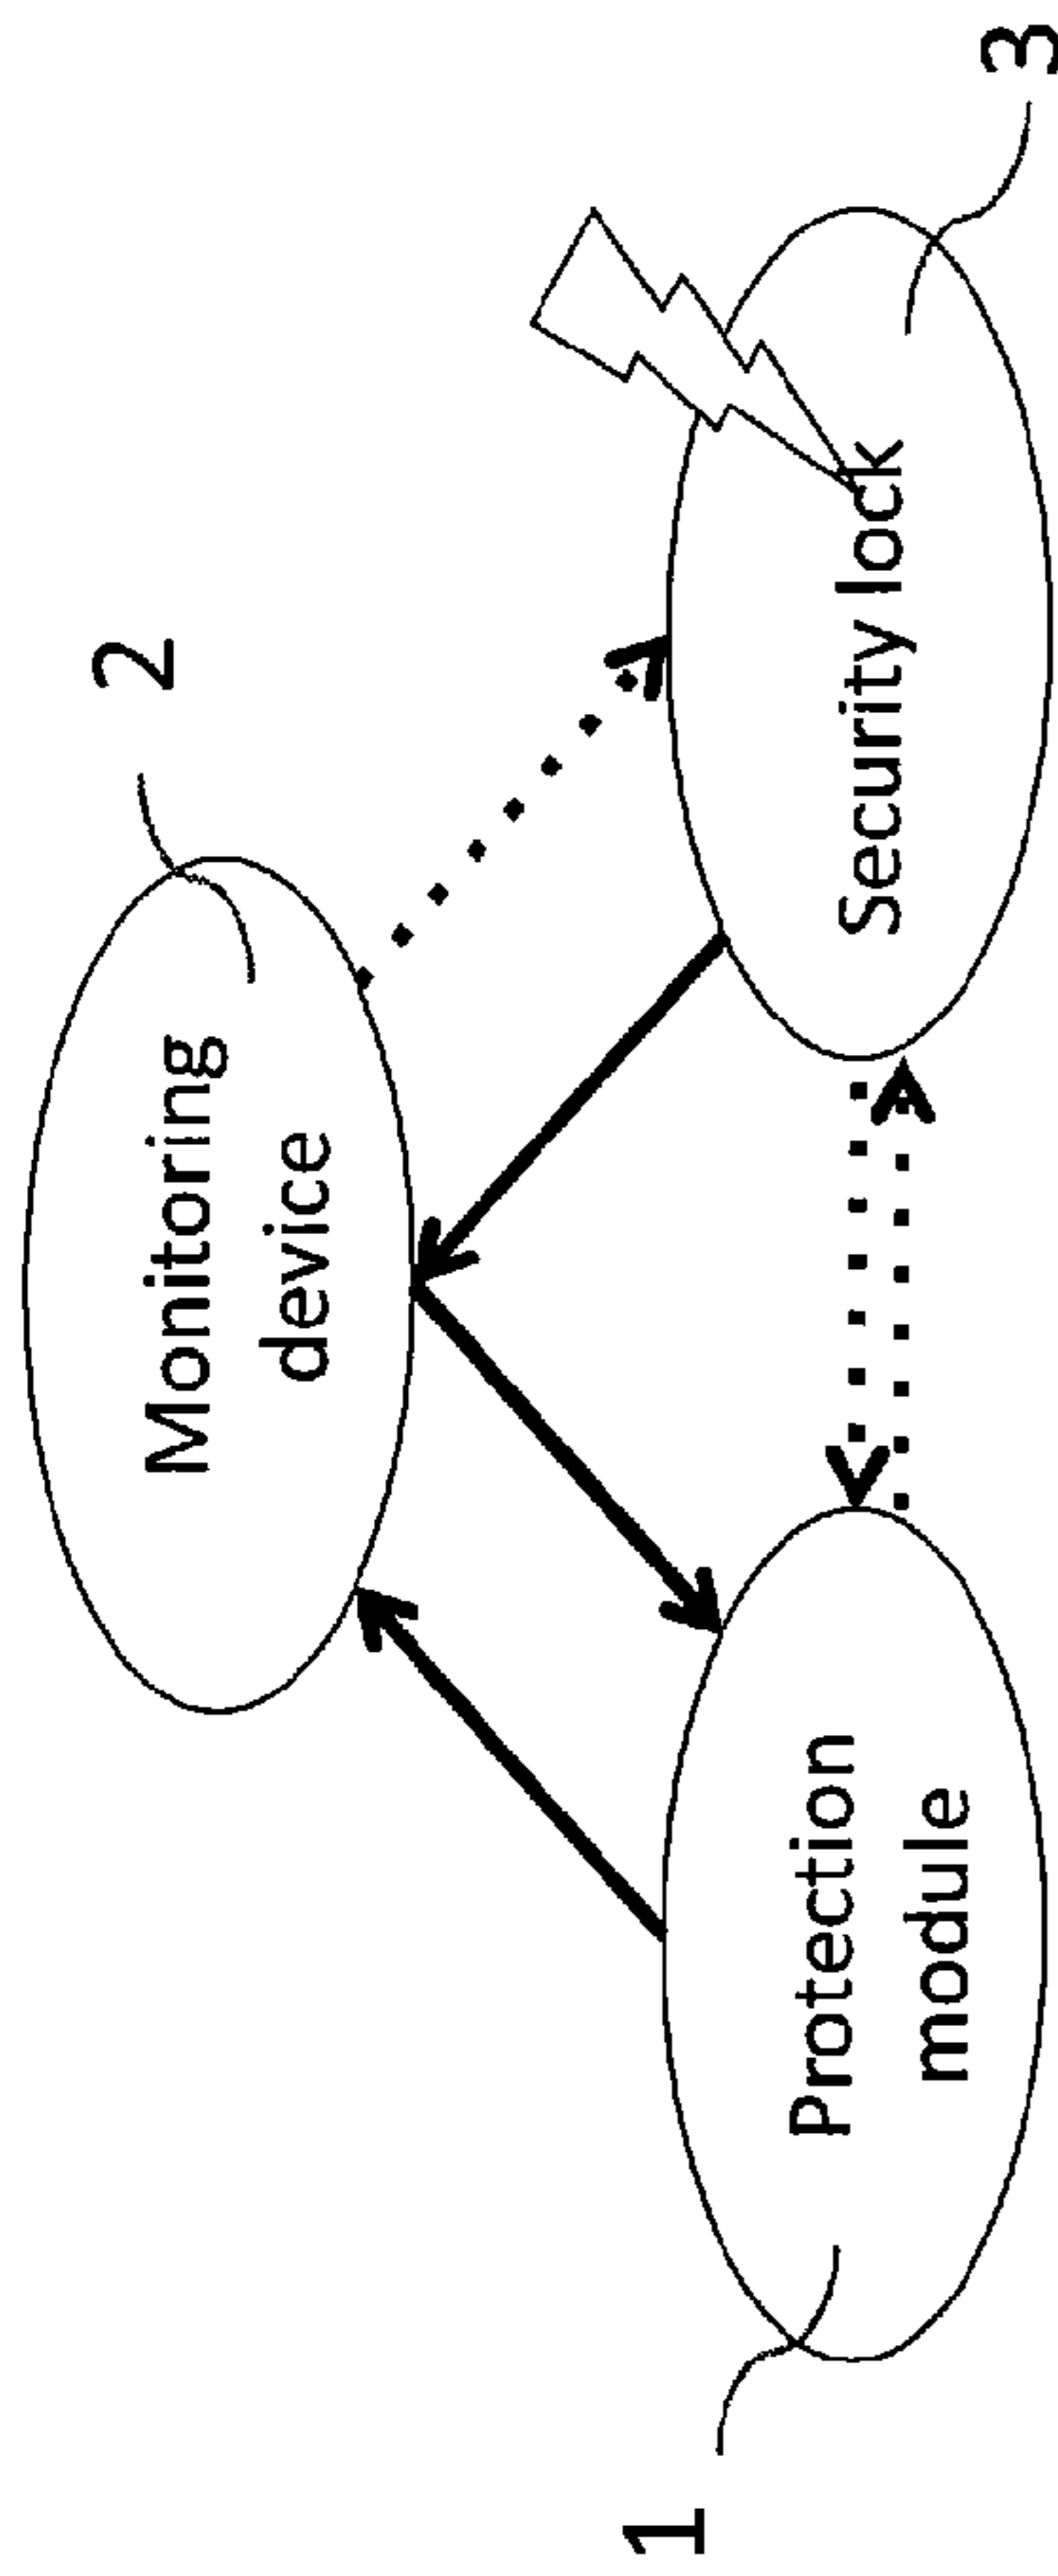 2
Monitoring
device
Protection
module
Security lock
1
3